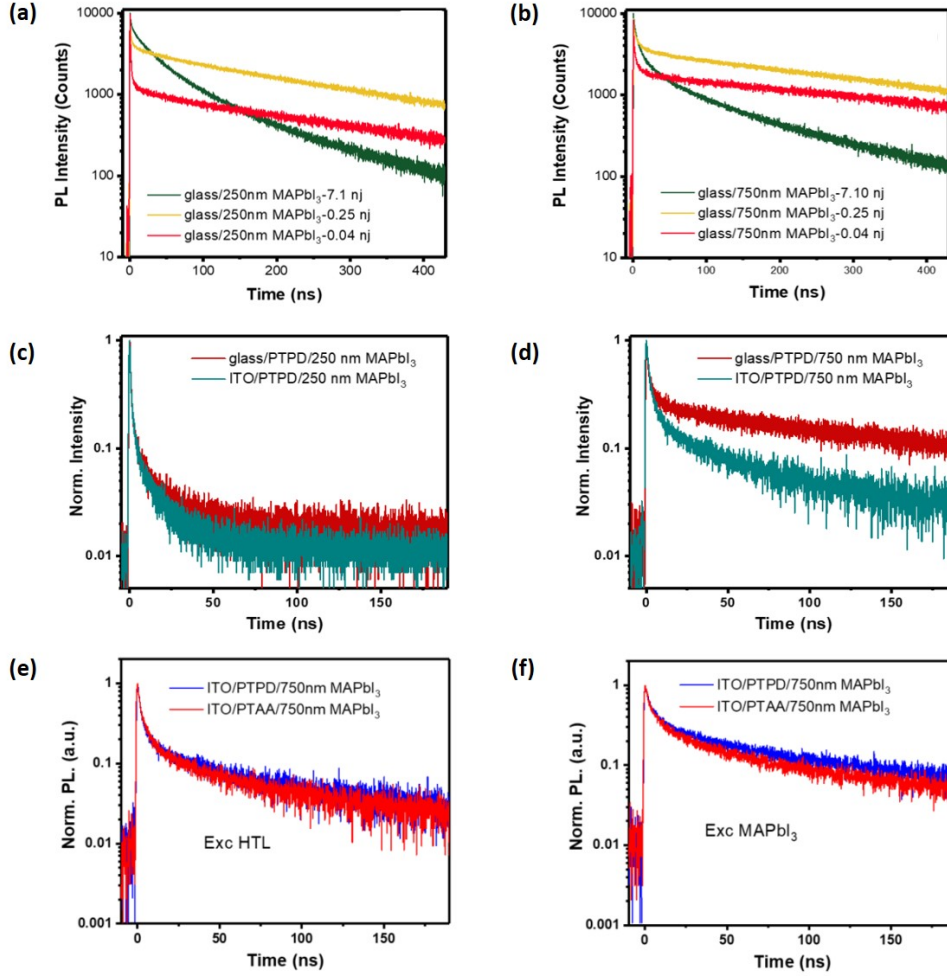 (a)
10000
1000
100
10
PL Intensity (Counts)
glass/250nm MAPbI₃-7.1 nj
glass/250nm MAPbI₃-0.25 nj
glass/250nm MAPbI₃-0.04 nj
0 100 200 300 400
Time (ns)
(b)
10000
1000
100
10
PL Intensity (Counts)
glass/750nm MAPbI₃-7.10 nj
glass/750nm MAPbI₃-0.25 nj
glass/750nm MAPbI₃-0.04 nj
0 100 200 300 400
Time (ns)
(c)
1
0.1
0.01
Norm. Intensity
glass/PTPD/250 nm MAPbI₃
ITO/PTPD/250 nm MAPbI₃
0 50 100 150
Time (ns)
(d)
1
0.1
0.01
Norm. Intensity
glass/PTPD/750 nm MAPbI₃
ITO/PTPD/750 nm MAPbI₃
0 50 100 150
Time (ns)
(e)
1
0.1
0.01
0.001
Norm. PL. (a.u.)
ITO/PTPD/750nm MAPbI₃
ITO/PTAA/750nm MAPbI₃
Exc HTL
0 50 100 150
Time (ns)
(f)
1
0.1
0.01
0.001
Norm. PL. (a.u.)
ITO/PTPD/750nm MAPbI₃
ITO/PTAA/750nm MAPbI₃
Exc MAPbI₃
0 50 100 150
Time (ns)